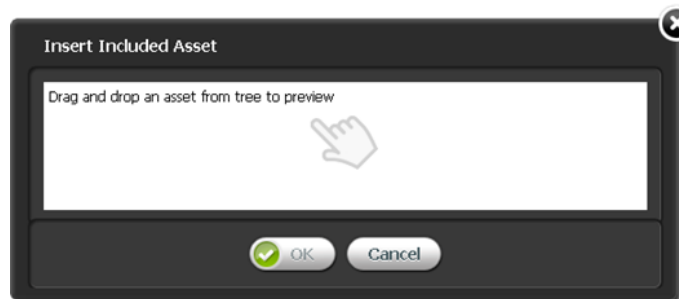 Insert Included Asset
Drag and drop an asset from tree to preview
OK
Cancel